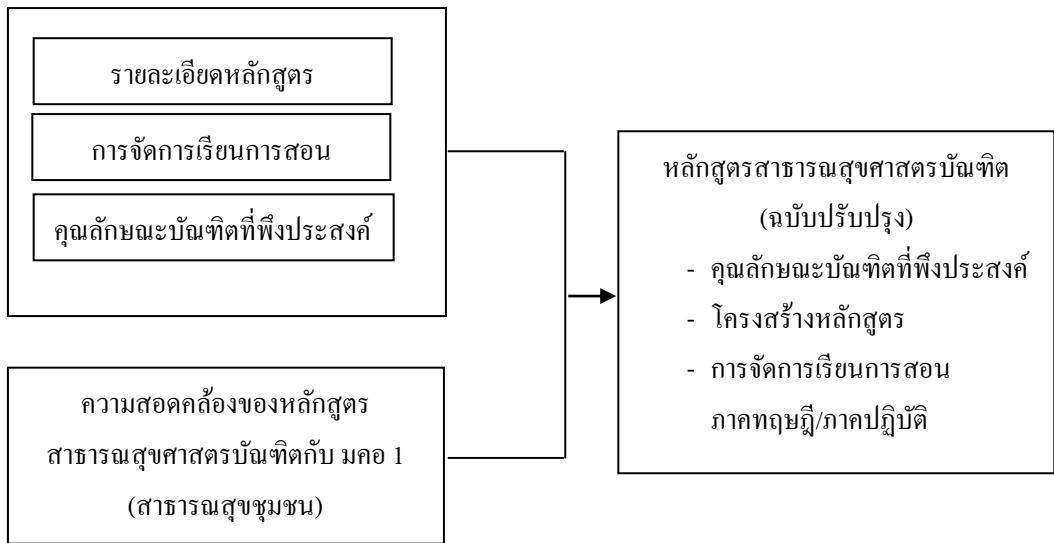 รายละเอียดหลักสูตร
การจัดการเรียนการสอน
คุณลักษณะบัณฑิตที่พึงประสงค์
ความสอดคล้องของหลักสูตร
สาธารณสุขศาสตรบัณฑิตกับ มคอ 1
(สาธารณสุขชุมชน)
หลักสูตรสาธารณสุขศาสตรบัณฑิต
(ฉบับปรับปรุง)
- คุณลักษณะบัณฑิตที่พึงประสงค์
- โครงสร้างหลักสูตร
- การจัดการเรียนการสอน
ภาคทฤษฎี/ภาคปฏิบัติ